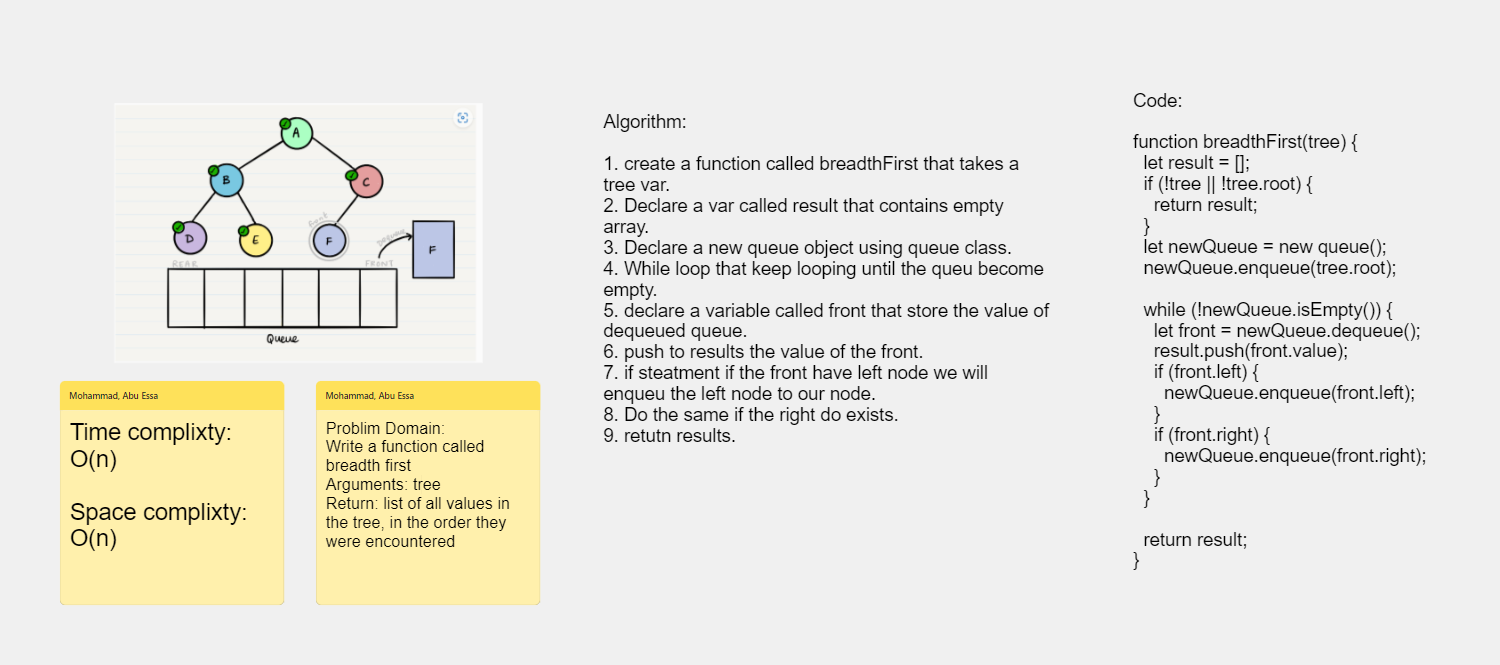 A
B
C
D
E
F
F
REAR
FRONT
Queue
Mohammad, Abu Essa
Time complixty:
O(n)
Space complixty:
O(n)
Mohammad, Abu Essa
Problim Domain:
Write a function called
breadth first
Arguments: tree
Return: list of all values in
the tree, in the order they
were encountered
Algorithm:
1. create a function called breadthFirst that takes a
tree var.
2. Declare a var called result that contains empty
array.
3. Declare a new queue object using queue class.
4. While loop that keep looping until the queu become
empty.
5. declare a variable called front that store the value of
dequeued queue.
6. push to results the value of the front.
7. if steatment if the front have left node we will
enqueu the left node to our node.
8. Do the same if the right do exists.
9. retutn results.
Code:
function breadthFirst(tree) {
let result = [];
if (!tree || !tree.root) {
return result;
}
let newQueue = new queue();
newQueue.enqueue(tree.root);
while (!newQueue.isEmpty()) {
let front = newQueue.dequeue();
result.push(front.value);
if (front.left) {
newQueue.enqueue(front.left);
}
if (front.right) {
newQueue.enqueue(front.right);
}
}
return result;
}